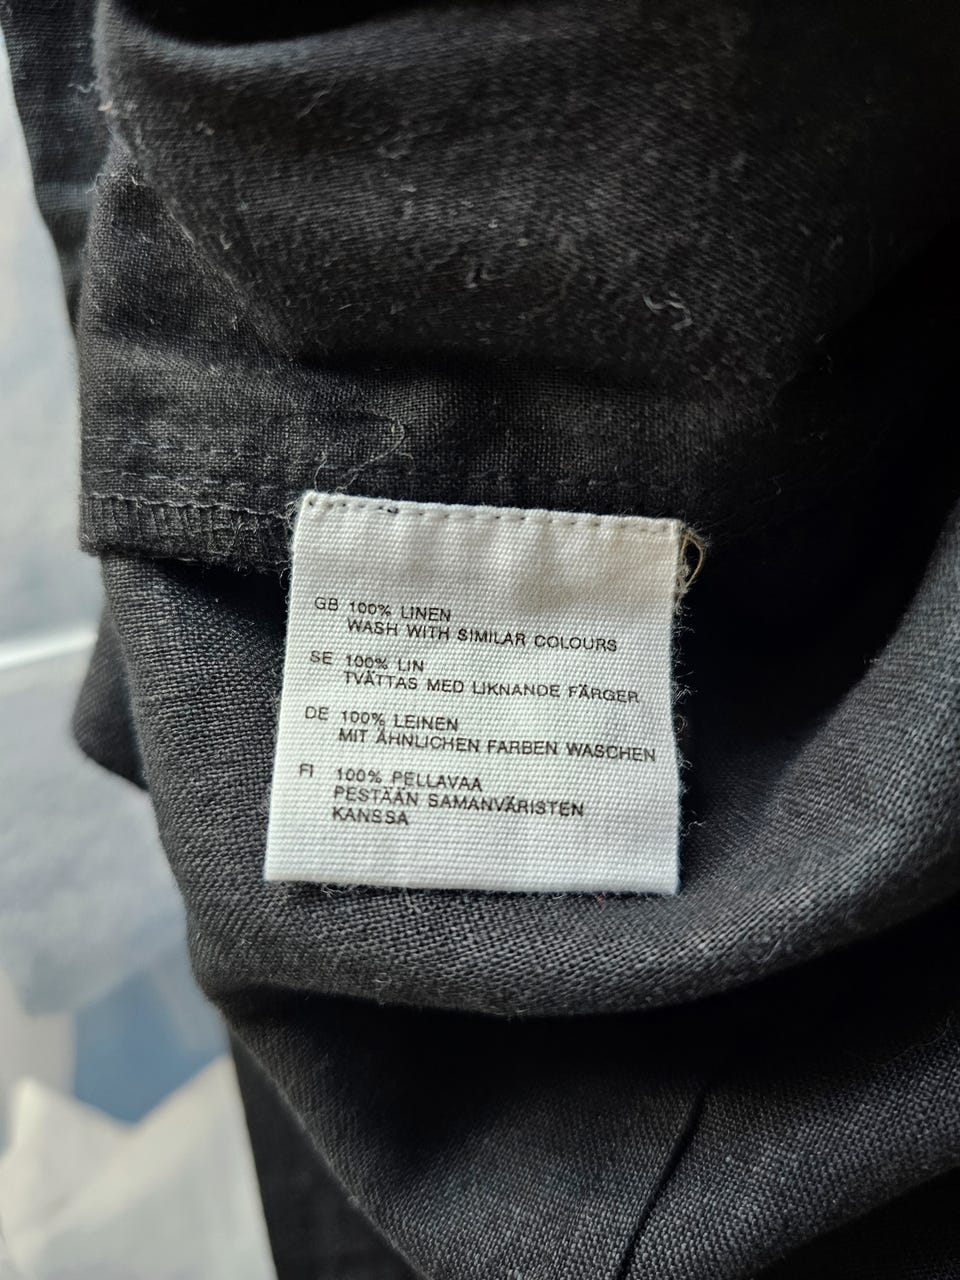 GB 100% LINEN
WASH WITH SIMILAR COLOURS
SE 100% LIN
TVÄTTAS MED LIKNANDE FÄRGER
DE 100% LEINEN
MIT ÄHNLICHEN FARBEN WASCHEN
FI 100% PELLAVAA
PESTÄÄN SAMANVÄRISTEN
KANSSA